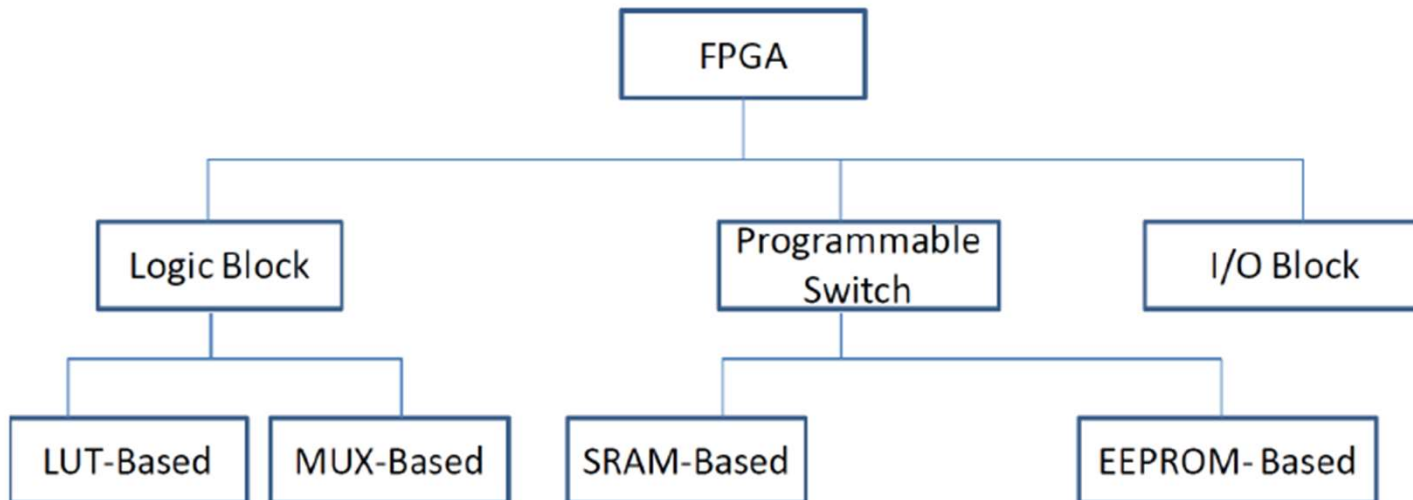 FPGA
Logic Block
Programmable
Switch
I/O Block
LUT-Based
MUX-Based
SRAM-Based
EEPROM- Based